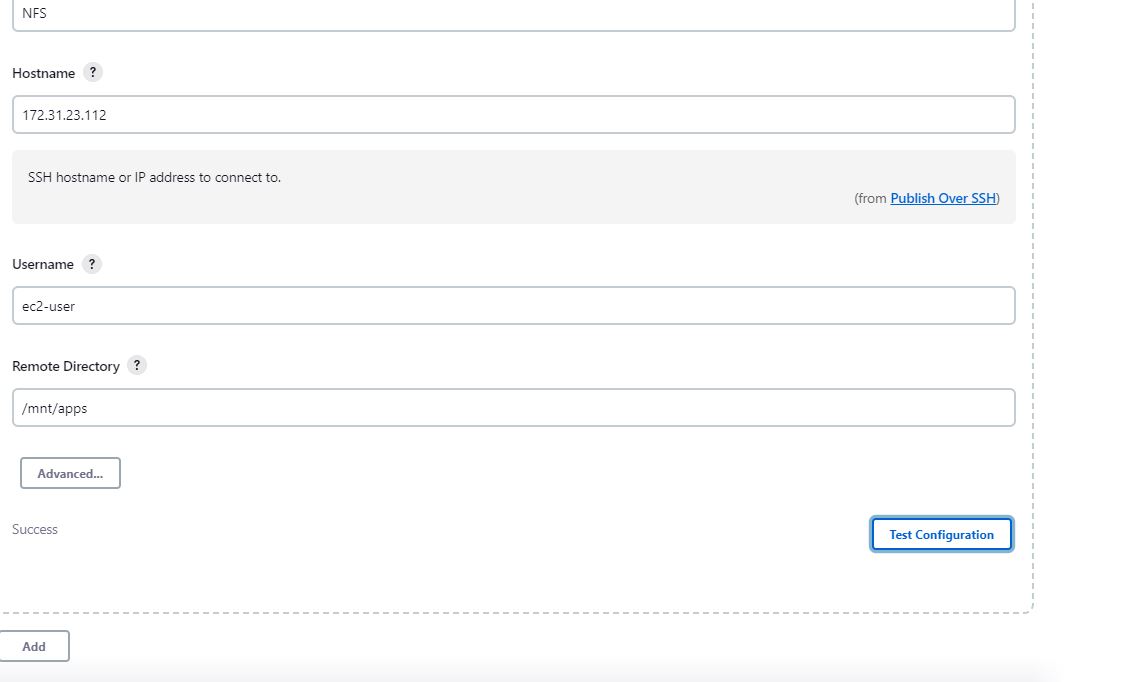 NFS
Hostname ?
172.31.23.112
SSH hostname or IP address to connect to.
(from Publish Over SSH)
Username ?
ec2-user
Remote Directory ?
/mnt/apps
Advanced...
Success
Test Configuration
Add